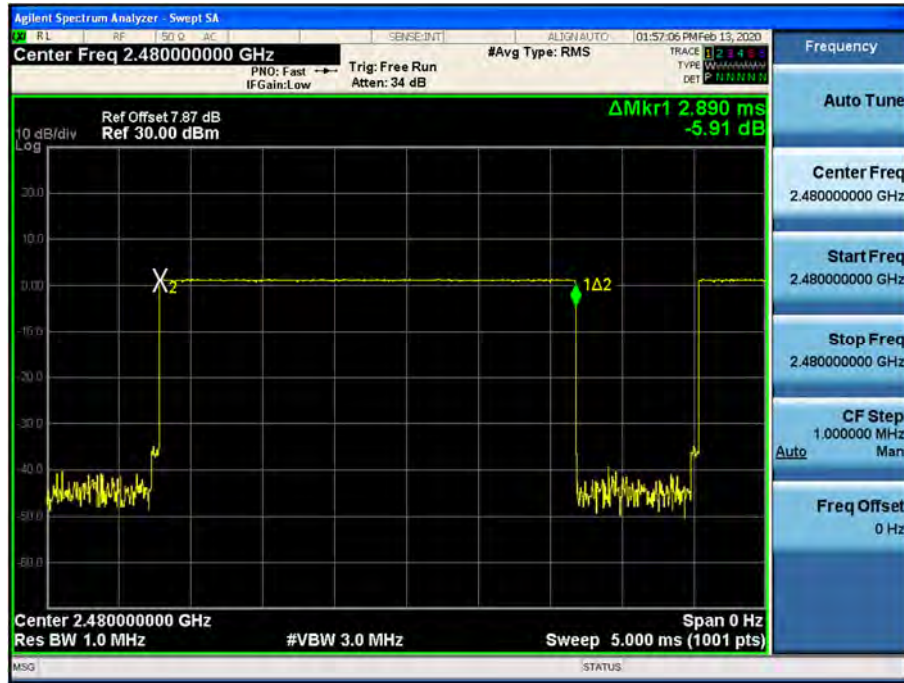 Agilent Spectrum Analyzer - Swept SA
RL RF 50 Ω AC SENSE:INT ALIGN AUTO 01:57:06 PM Feb 13, 2020
Center Freq 2.480000000 GHz
PNO: Fast
IFGain:Low
Trig: Free Run
Atten: 34 dB
#Avg Type: RMS
TRACE 1 2 3 4 5 6
TYPE
DET P N N N N N
ΔMkr1 2.890 ms
-5.91 dB
Ref Offset 7.87 dB
10 dB/div Ref 30.00 dBm
Log
20.0
10.0
0.00
-10.0
-20.0
-30.0
-40.0
-50.0
-60.0
X2
1Δ2
Center 2.480000000 GHz Span 0 Hz
Res BW 1.0 MHz #VBW 3.0 MHz Sweep 5.000 ms (1001 pts)
MSG STATUS
Frequency
Auto Tune
Center Freq
2.480000000 GHz
Start Freq
2.480000000 GHz
Stop Freq
2.480000000 GHz
CF Step
1.000000 MHz
Auto Man
Freq Offset
0 Hz